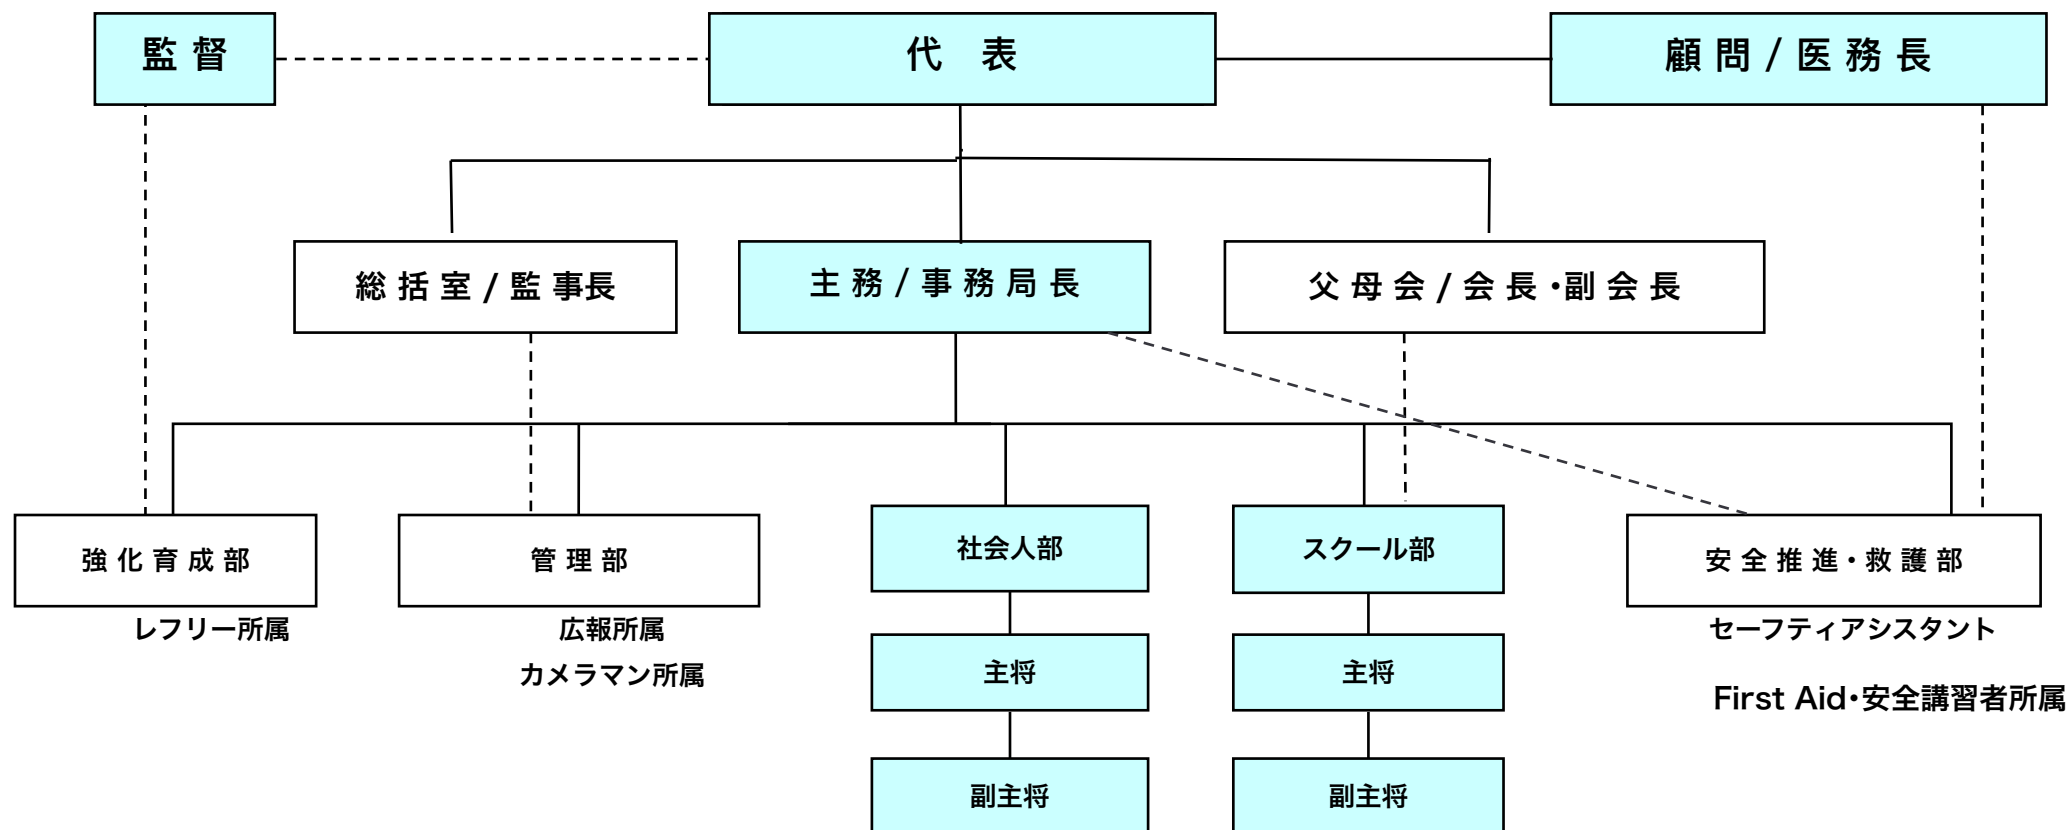 監督
代 表
顧問/医務長
総括室/監事長
主務/事務局長
父母会/会長・副会長
強化育成部
管理部
社会人部
スクール部
安全推進・救護部
レフリー所属
広報所属
セーフティアシスタント
カメラマン所属
主将
主将
First Aid・安全講習者所属
副主将
副主将